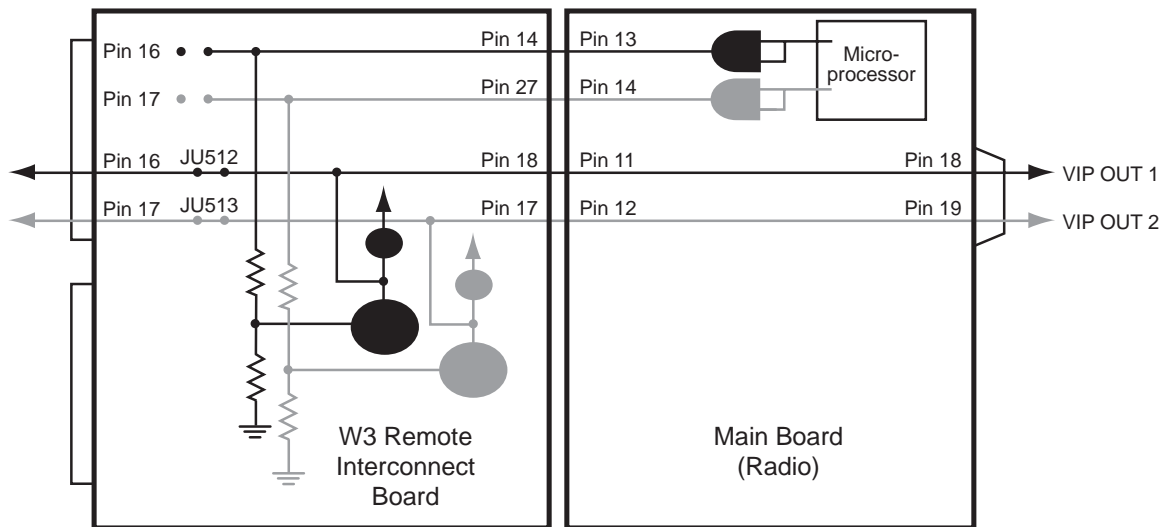 Pin 16
Pin 14
Pin 13
Micro-
processor
Pin 17
Pin 27
Pin 14
Pin 16
JU512
Pin 18
Pin 11
Pin 18
VIP OUT 1
Pin 17
JU513
Pin 17
Pin 12
Pin 19
VIP OUT 2
W3 Remote
Interconnect
Board
Main Board
(Radio)